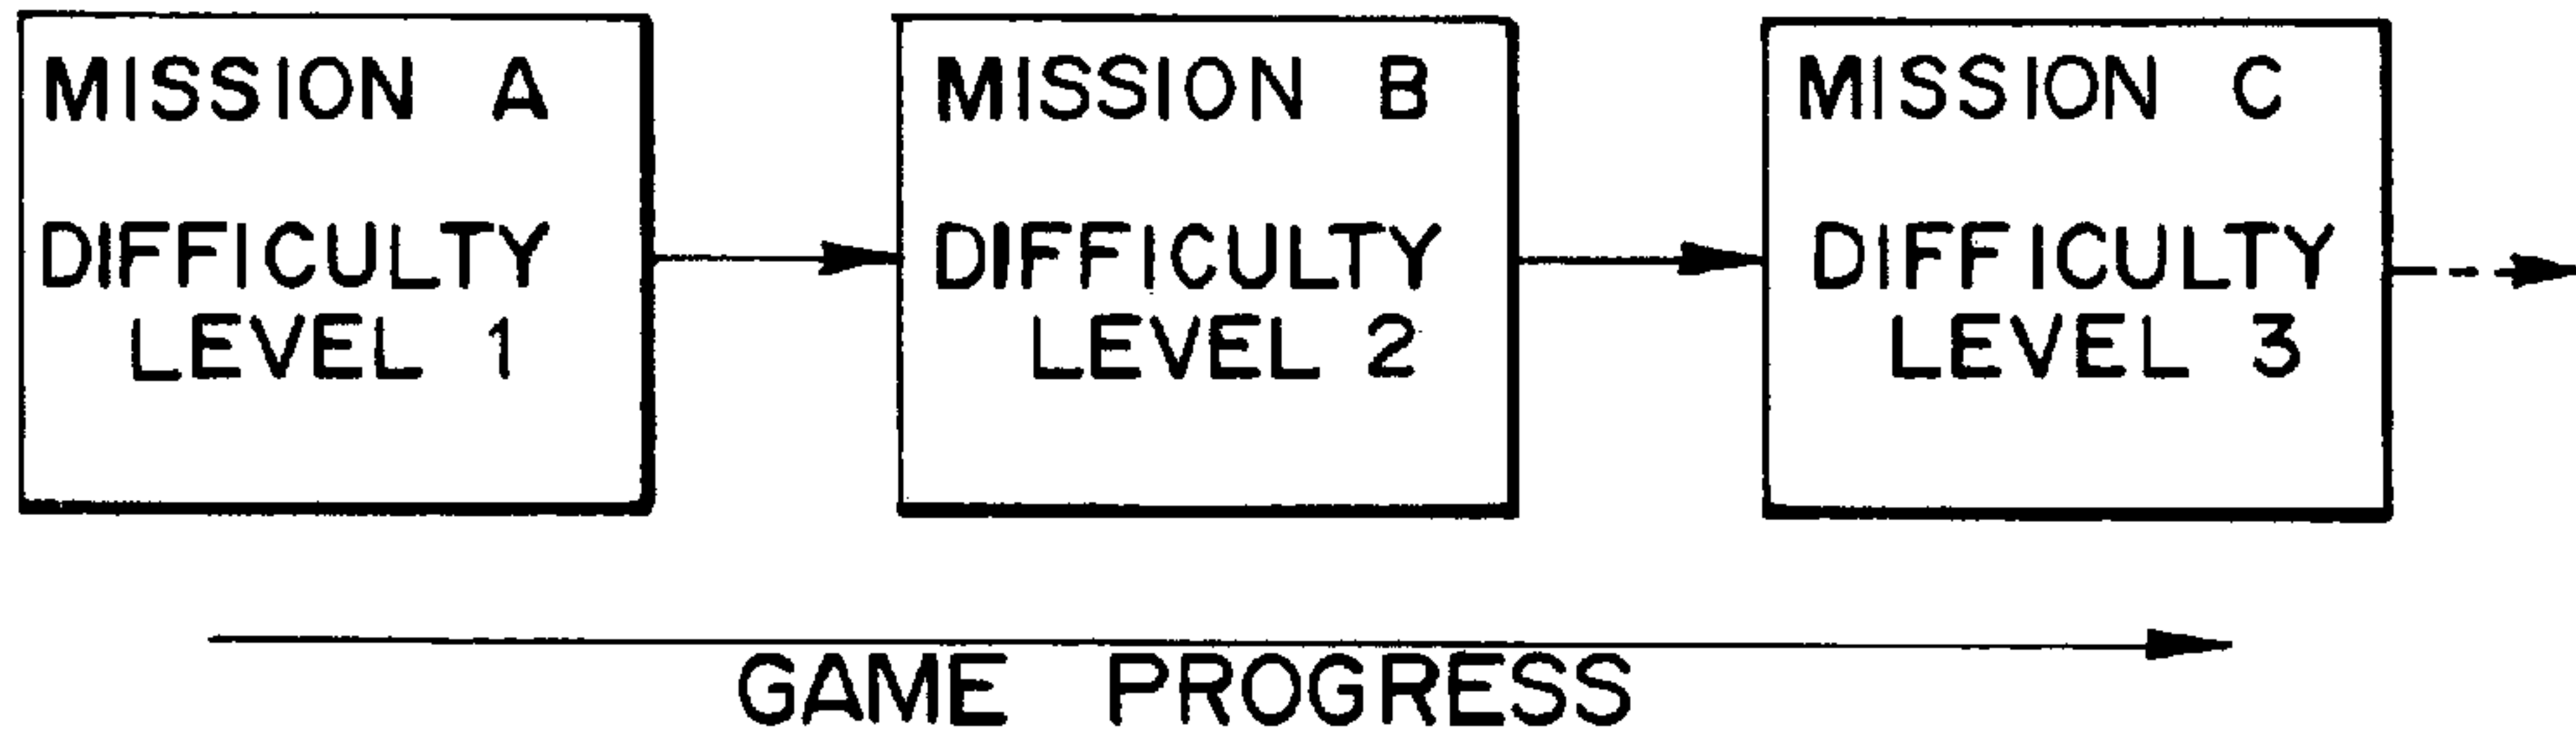 MISSION A
DIFFICULTY
LEVEL 1
MISSION B
DIFFICULTY
LEVEL 2
MISSION C
DIFFICULTY
LEVEL 3
GAME PROGRESS